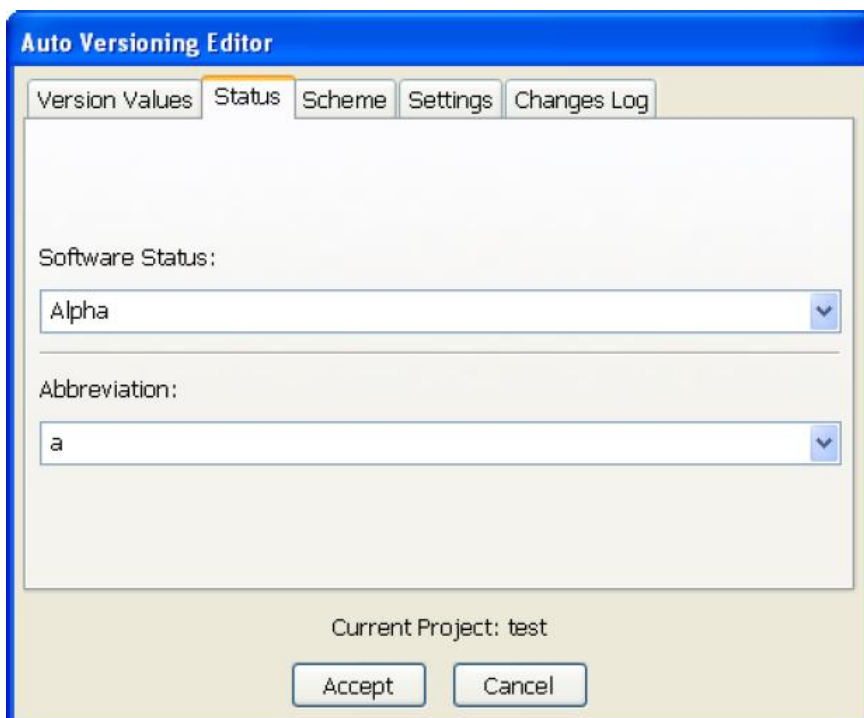 Auto Versioning Editor
Version Values Status Scheme Settings Changes Log
Software Status:
Alpha
Abbreviation:
a
Current Project: test
Accept Cancel